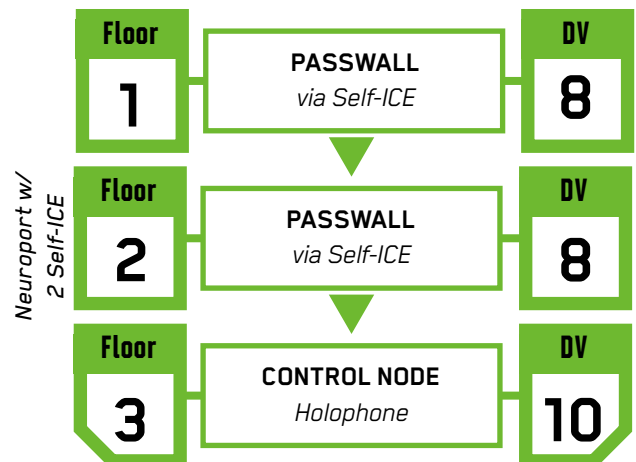 Floor
1
PASSWALL
via Self-ICE
DV
8
Neuroport w/
2 Self-ICE
Floor
2
PASSWALL
via Self-ICE
DV
8
Floor
3
CONTROL NODE
Holophone
DV
10